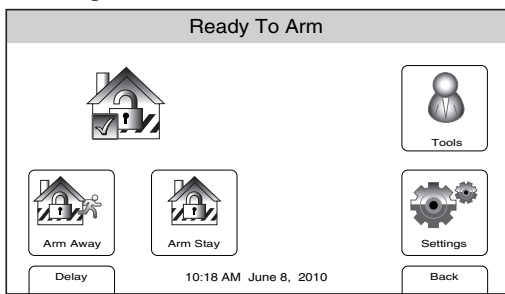 Ready To Arm
Tools
Arm Away
Arm Stay
Settings
Delay
10:18 AM June 8, 2010
Back